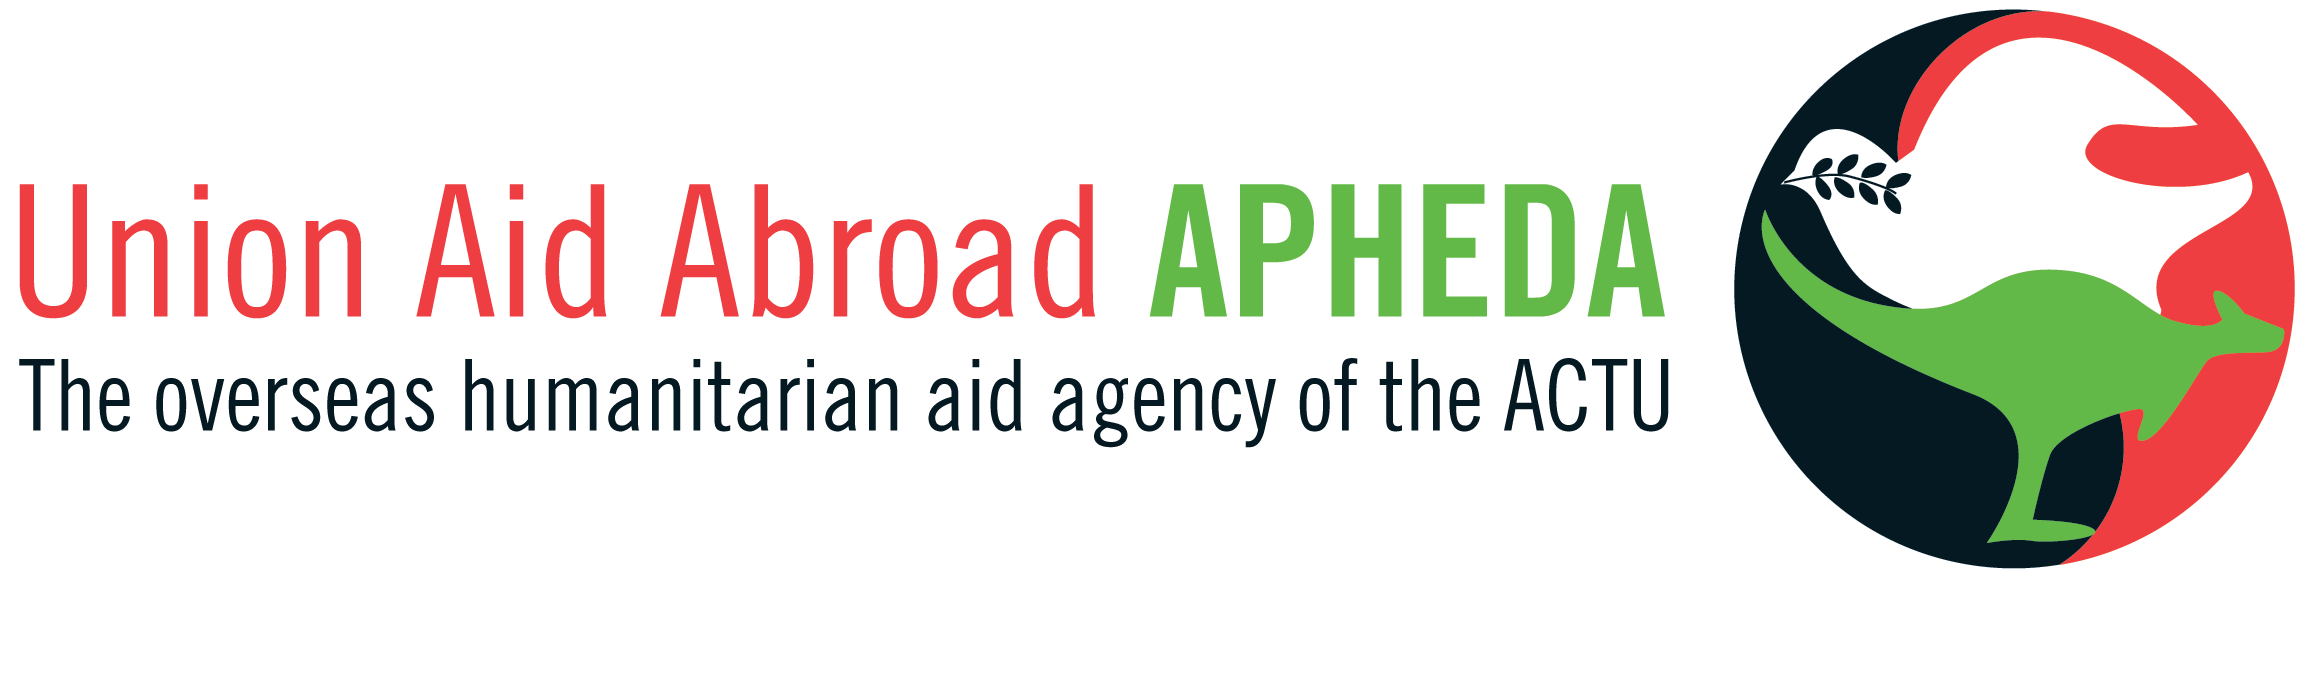 Union Aid Abroad APHEDA
The overseas humanitarian aid agency of the ACTU